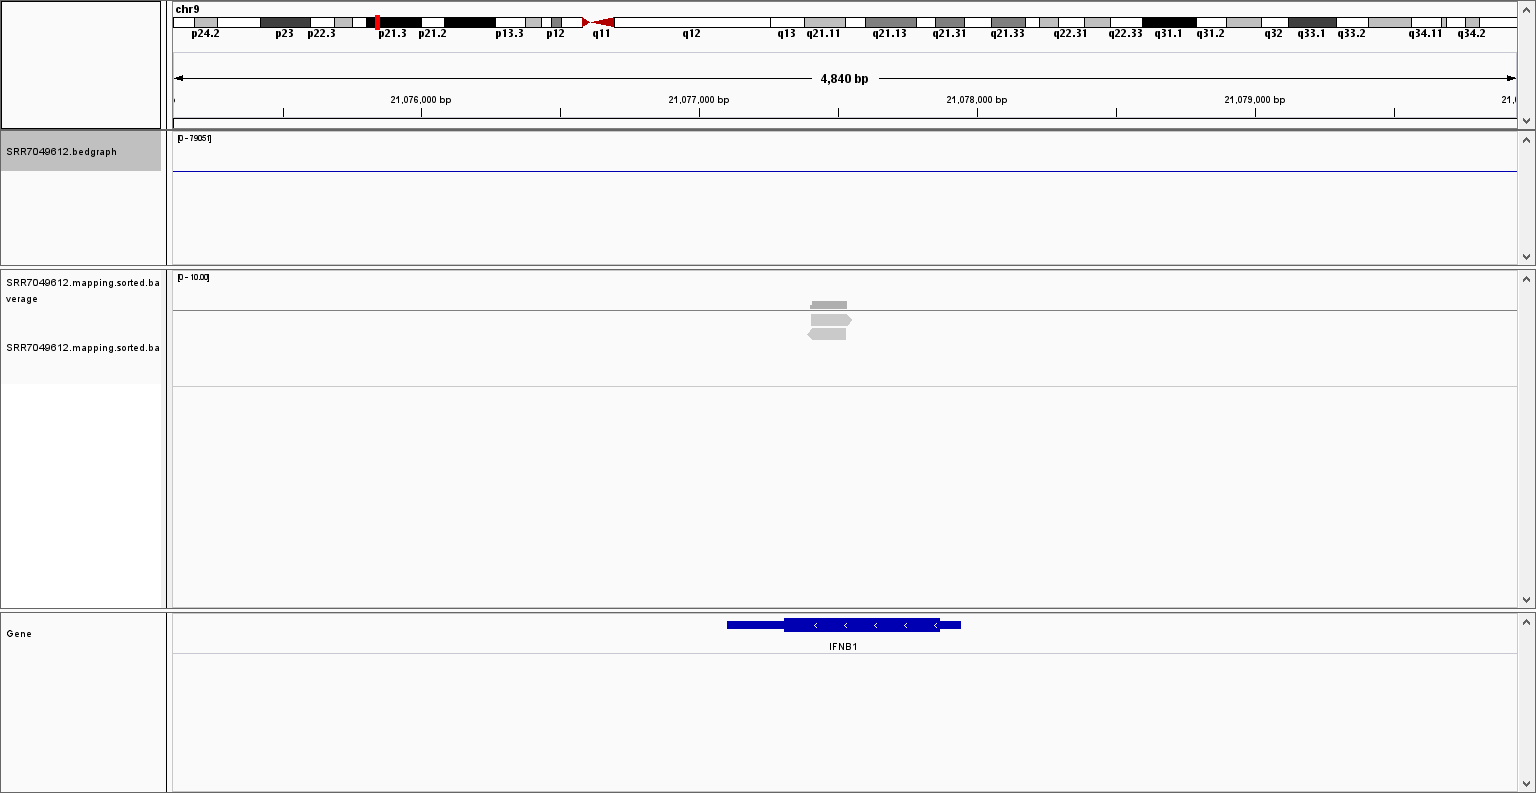 chr9
p24.2 p23 p22.3 p21.3 p21.2 p13.3 p12 q11 q12 q13 q21.11 q21.13 q21.31 q21.33 q22.31 q22.33 q31.1 q31.2 q32 q33.1 q33.2 q34.11 q34.2
4,840 bp
21,076,000 bp 21,077,000 bp 21,078,000 bp 21,079,000 bp 21,0
SRR7049612.bedgraph
[0 - 79051]
SRR7049612.mapping.sorted.ba
verage
[0 - 10.00]
SRR7049612.mapping.sorted.ba
Gene
IFNB1